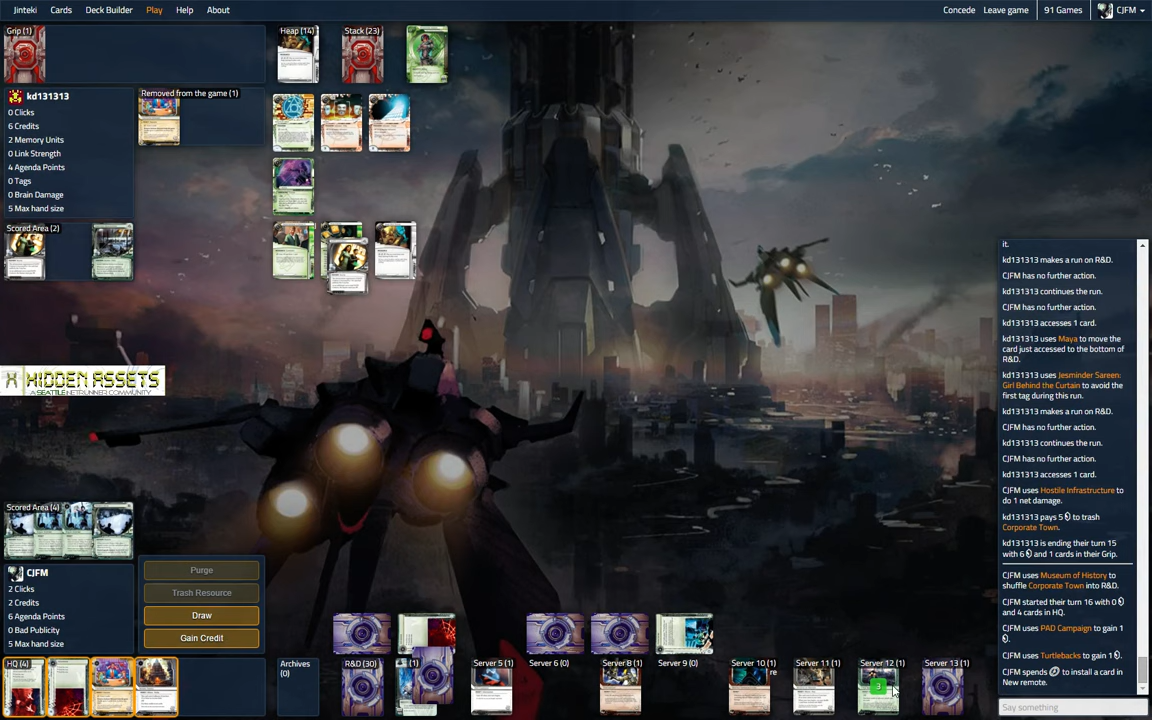 Jinteki Cards Deck Builder Play Help About Concede Leave game 91 Games CJFM
Grip (1)
Heap (14)
Stack (23)
kd131313
0 Clicks
6 Credits
2 Memory Units
0 Link Strength
4 Agenda Points
0 Tags
0 Brain Damage
5 Max hand size
Removed from the game (1)
Scored Area (2)
HIDDEN ASSETS
A SEATTLE NETRUNNER COMMUNITY
Scored Area (4)
CJFM
2 Clicks
2 Credits
6 Agenda Points
0 Bad Publicity
5 Max hand size
Purge
Trash Resource
Draw
Gain Credit
HQ (4)
Archives
(0)
R&D (30)
(1)
Server 5 (1)
Server 6 (0)
Server 8 (1)
Server 9 (0)
Server 10 (1)
Server 11 (1)
Server 12 (1)
3
Server 13 (1)
it.
kd131313 makes a run on R&D.
CJFM has no further action.
kd131313 continues the run.
CJFM has no further action.
kd131313 accesses 1 card.
kd131313 uses Maya to move the
card just accessed to the bottom of
R&D.
kd131313 uses Jesminder Sareen:
Girl Behind the Curtain to avoid the
first tag during this run.
kd131313 makes a run on R&D.
CJFM has no further action.
kd131313 continues the run.
CJFM has no further action.
kd131313 accesses 1 card.
CJFM uses Hostile Infrastructure to
do 1 net damage.
kd131313 pays 5 to trash
Corporate Town.
kd131313 is ending their turn 15
with 6 and 1 cards in their Grip.
CJFM uses Museum of History to
shuffle Corporate Town into R&D.
CJFM started their turn 16 with 0
and 4 cards in HQ.
CJFM uses PAD Campaign to gain 1
.
CJFM uses Turtlebacks to gain 1 .
CJFM spends to install a card in
New remote.
Say something